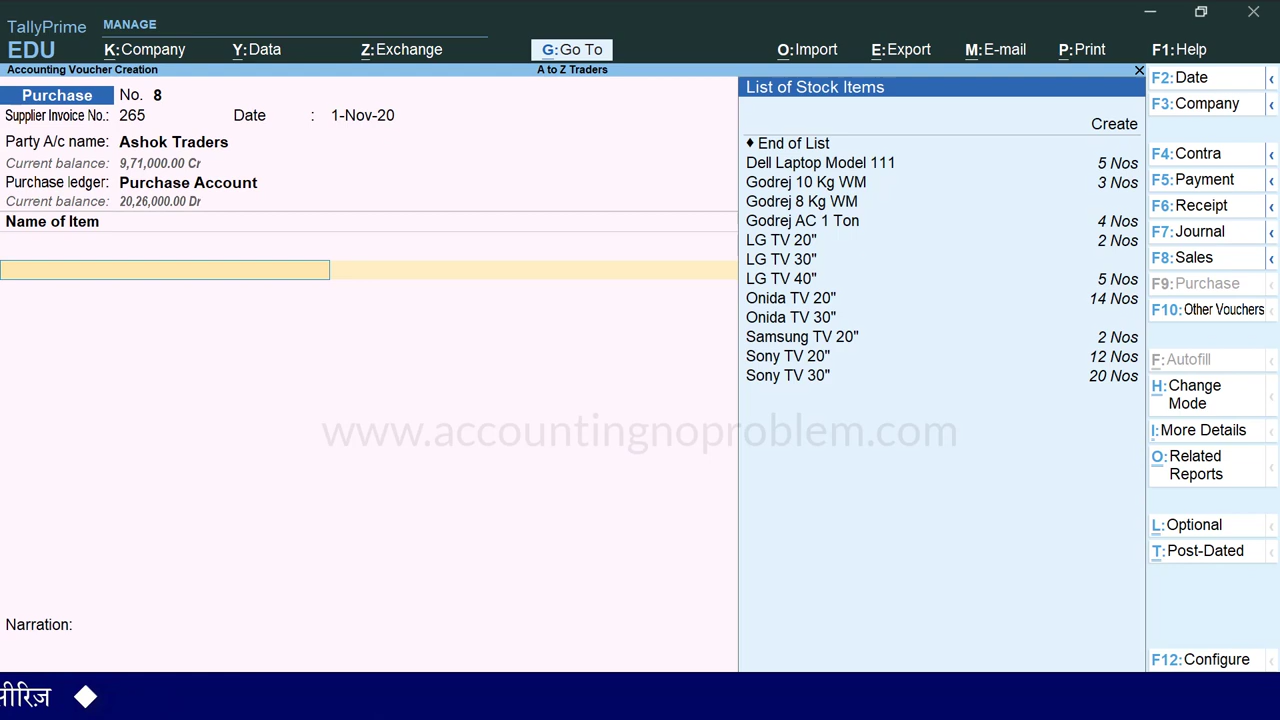 TallyPrime
EDU
MANAGE
K:Company
Y:Data
Z:Exchange
G:Go To
O:Import
E:Export
M:E-mail
P:Print
F1:Help
Accounting Voucher Creation
A to Z Traders
Purchase No. 8
Supplier Invoice No.: 265 Date : 1-Nov-20
Party A/c name: Ashok Traders
Current balance: 9,71,000.00 Cr
Purchase ledger: Purchase Account
Current balance: 20,26,000.00 Dr
Name of Item
Narration:
List of Stock Items
Create
♦ End of List
Dell Laptop Model 111 5 Nos
Godrej 10 Kg WM 3 Nos
Godrej 8 Kg WM
Godrej AC 1 Ton 4 Nos
LG TV 20" 2 Nos
LG TV 30"
LG TV 40" 5 Nos
Onida TV 20" 14 Nos
Onida TV 30"
Samsung TV 20" 2 Nos
Sony TV 20" 12 Nos
Sony TV 30" 20 Nos
www.accountingnoproblem.com
F2:Date
F3:Company
F4:Contra
F5:Payment
F6:Receipt
F7:Journal
F8:Sales
F9:Purchase
F10:Other Vouchers
F:Autofill
H:Change
Mode
I:More Details
O:Related
Reports
L:Optional
T:Post-Dated
F12:Configure
सीरिज़